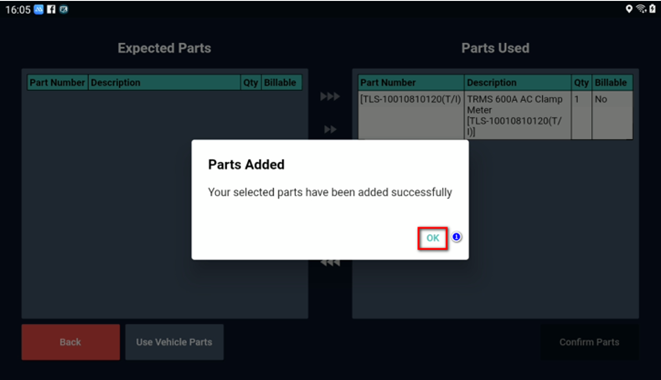 16:05
Expected Parts
Parts Used
Part Number Description Qty Billable
Part Number Description Qty Billable
[TLS-10010810120(T/I) TRMS 600A AC Clamp 1 No
Meter
[TLS-10010810120(T/
I)]
Parts Added
Your selected parts have been added successfully
OK 1
Back
Use Vehicle Parts
Confirm Parts